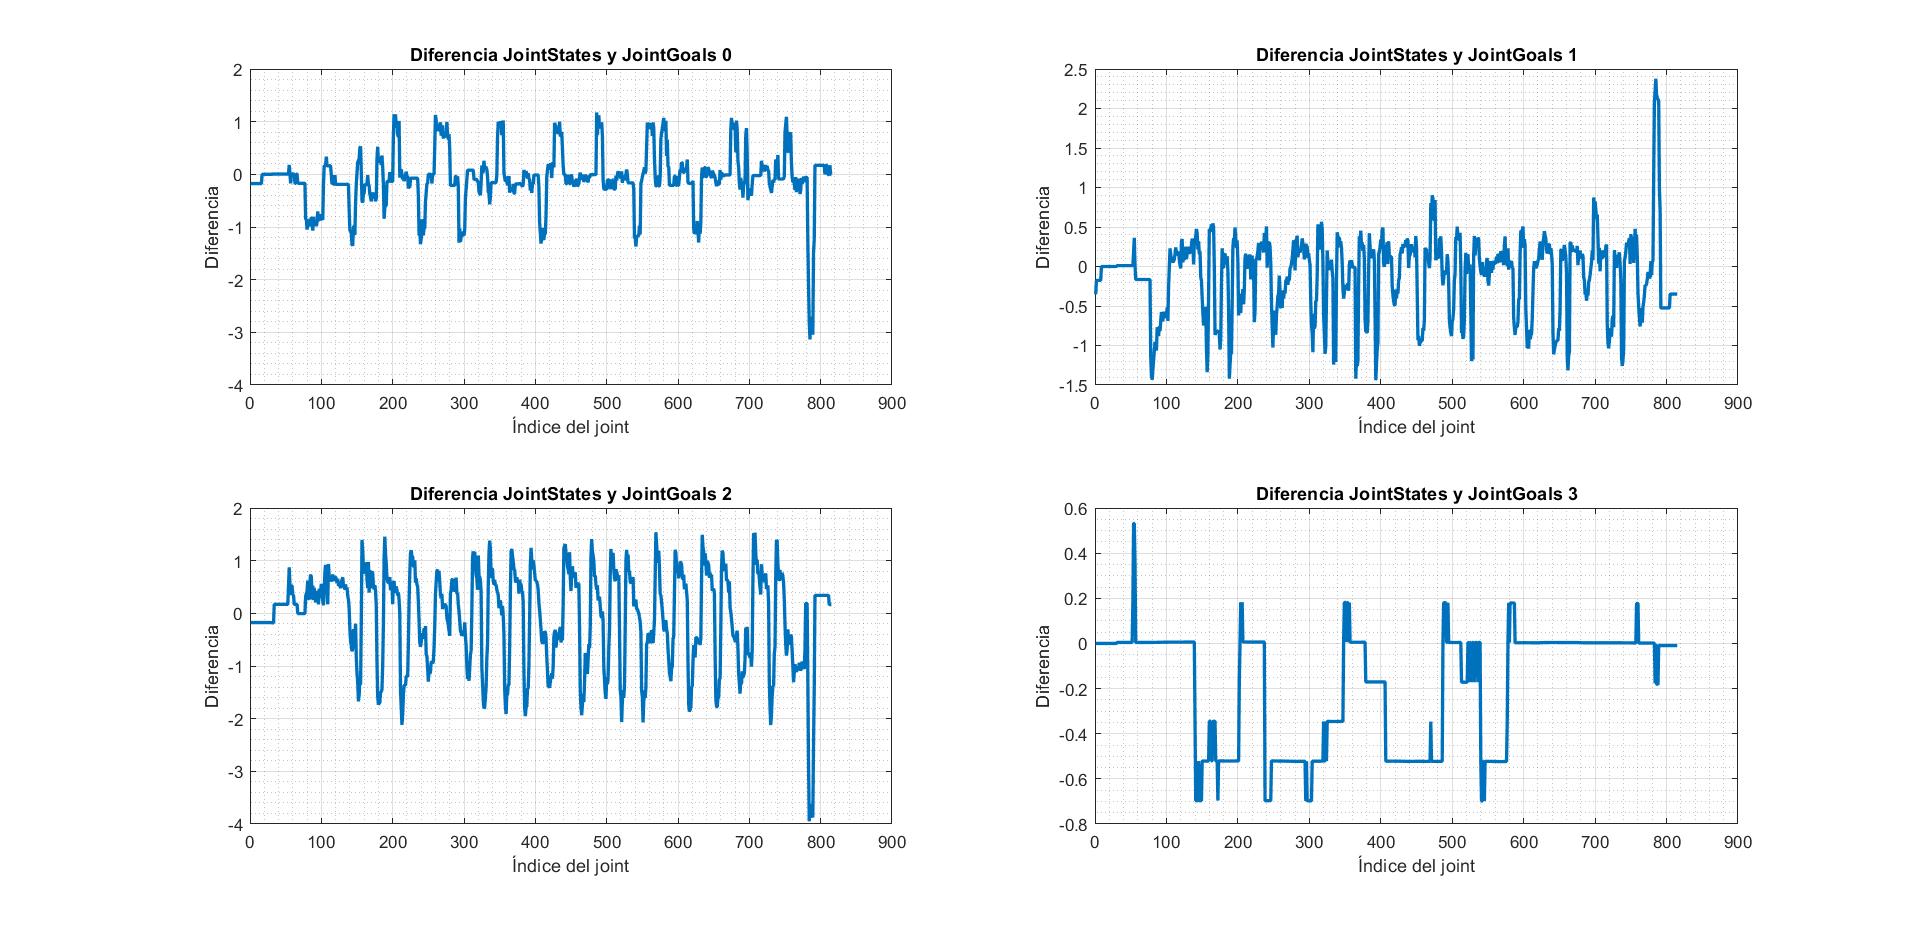 Diferencia JointStates y JointGoals 0
2
1
0
-1
-2
-3
-4
Diferencia
0 100 200 300 400 500 600 700 800 900
Índice del joint
Diferencia JointStates y JointGoals 1
2.5
2
1.5
1
0.5
0
-0.5
-1
-1.5
Diferencia
0 100 200 300 400 500 600 700 800 900
Índice del joint
Diferencia JointStates y JointGoals 2
2
1
0
-1
-2
-3
-4
Diferencia
0 100 200 300 400 500 600 700 800 900
Índice del joint
Diferencia JointStates y JointGoals 3
0.6
0.4
0.2
0
-0.2
-0.4
-0.6
-0.8
Diferencia
0 100 200 300 400 500 600 700 800 900
Índice del joint